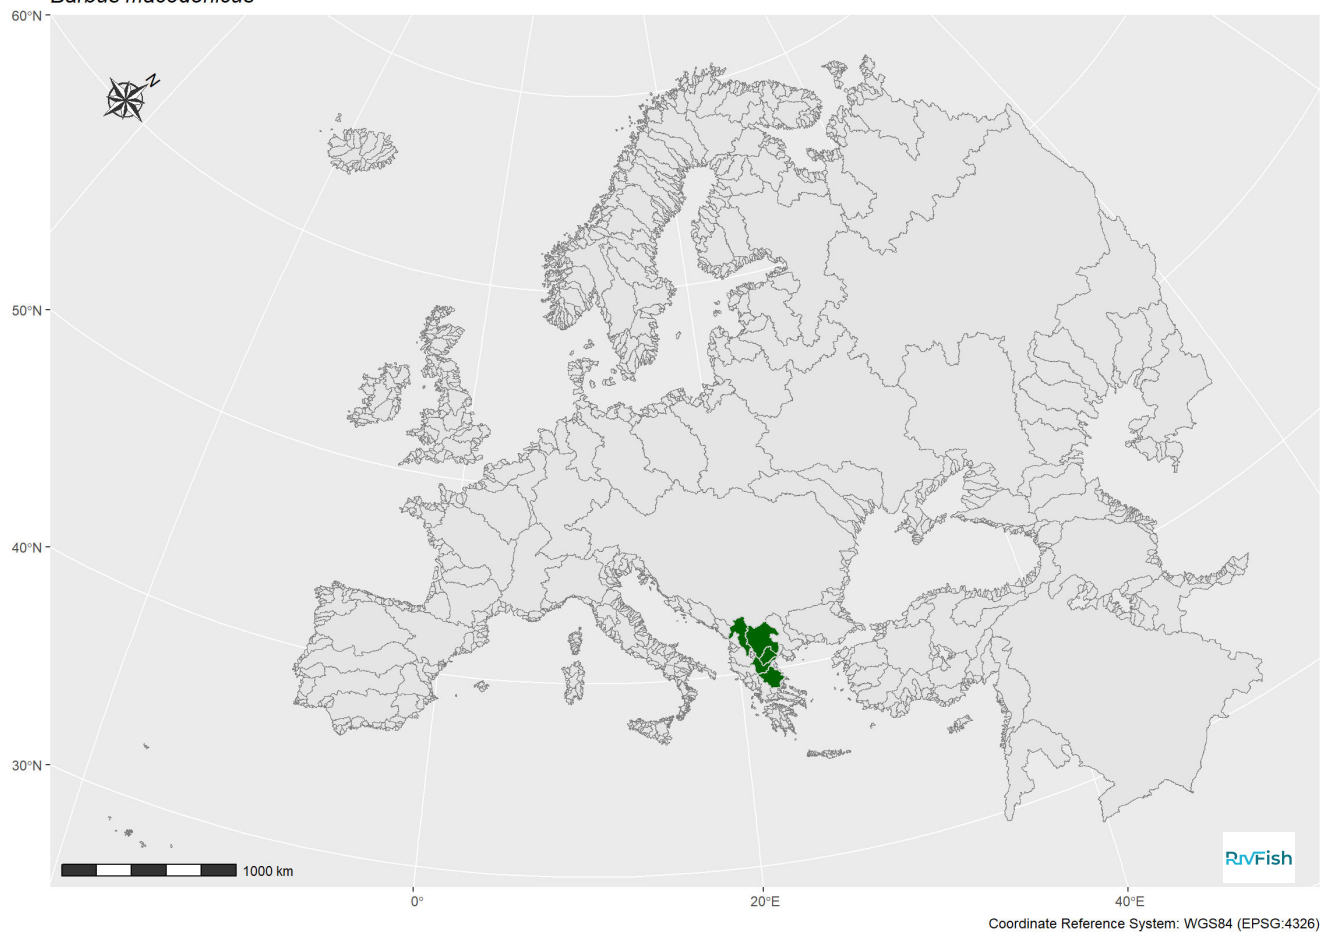 Barbus macedonicus
60°N
N
50°N
40°N
30°N
1000 km
RIVFish
0°
20°E
40°E
Coordinate Reference System: WGS84 (EPSG:4326)